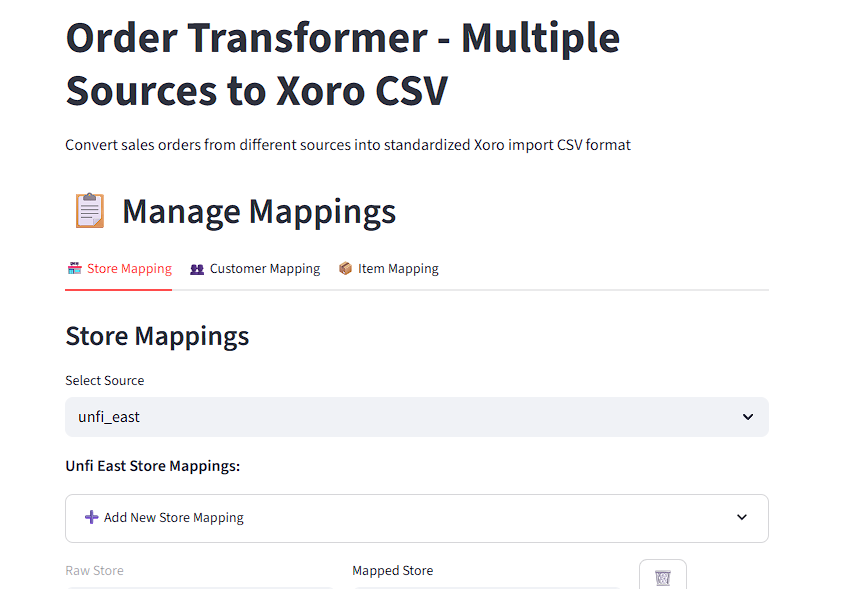 Order Transformer - Multiple
Sources to Xoro CSV
Convert sales orders from different sources into standardized Xoro import CSV format
Manage Mappings
Store Mapping Customer Mapping Item Mapping
Store Mappings
Select Source
unfi_east
Unfi East Store Mappings:
Add New Store Mapping
Raw Store Mapped Store